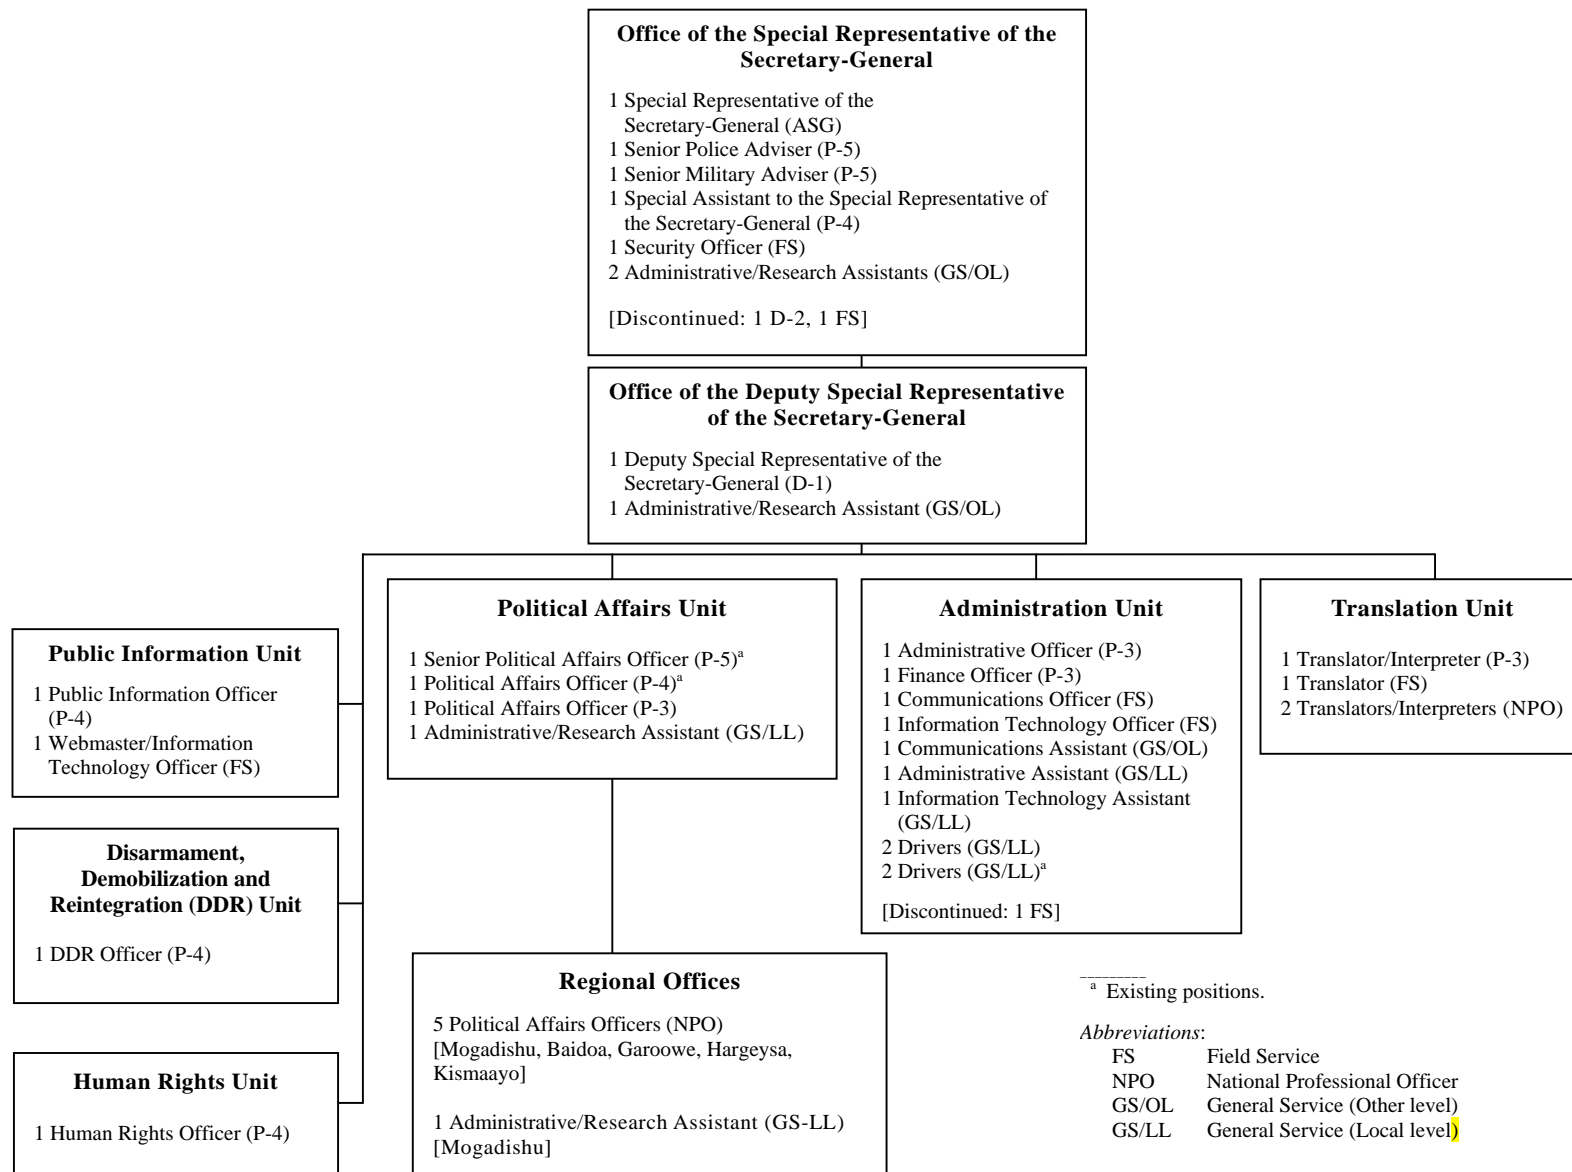 Office of the Special Representative of the
Secretary-General
1 Special Representative of the
Secretary-General (ASG)
1 Senior Police Adviser (P-5)
1 Senior Military Adviser (P-5)
1 Special Assistant to the Special Representative of
the Secretary-General (P-4)
1 Security Officer (FS)
2 Administrative/Research Assistants (GS/OL)
[Discontinued: 1 D-2, 1 FS]
Office of the Deputy Special Representative
of the Secretary-General
1 Deputy Special Representative of the
Secretary-General (D-1)
1 Administrative/Research Assistant (GS/OL)
Public Information Unit
1 Public Information Officer
(P-4)
1 Webmaster/Information
Technology Officer (FS)
Disarmament,
Demobilization and
Reintegration (DDR) Unit
1 DDR Officer (P-4)
Human Rights Unit
1 Human Rights Officer (P-4)
Political Affairs Unit
1 Senior Political Affairs Officer (P-5)ᵃ
1 Political Affairs Officer (P-4)ᵃ
1 Political Affairs Officer (P-3)
1 Administrative/Research Assistant (GS/LL)
Regional Offices
5 Political Affairs Officers (NPO)
[Mogadishu, Baidoa, Garoowe, Hargeysa,
Kismaayo]
1 Administrative/Research Assistant (GS-LL)
[Mogadishu]
Administration Unit
1 Administrative Officer (P-3)
1 Finance Officer (P-3)
1 Communications Officer (FS)
1 Information Technology Officer (FS)
1 Communications Assistant (GS/OL)
1 Administrative Assistant (GS/LL)
1 Information Technology Assistant
(GS/LL)
2 Drivers (GS/LL)
2 Drivers (GS/LL)ᵃ
[Discontinued: 1 FS]
Translation Unit
1 Translator/Interpreter (P-3)
1 Translator (FS)
2 Translators/Interpreters (NPO)
ᵃ Existing positions.
Abbreviations:
FS Field Service
NPO National Professional Officer
GS/OL General Service (Other level)
GS/LL General Service (Local level)